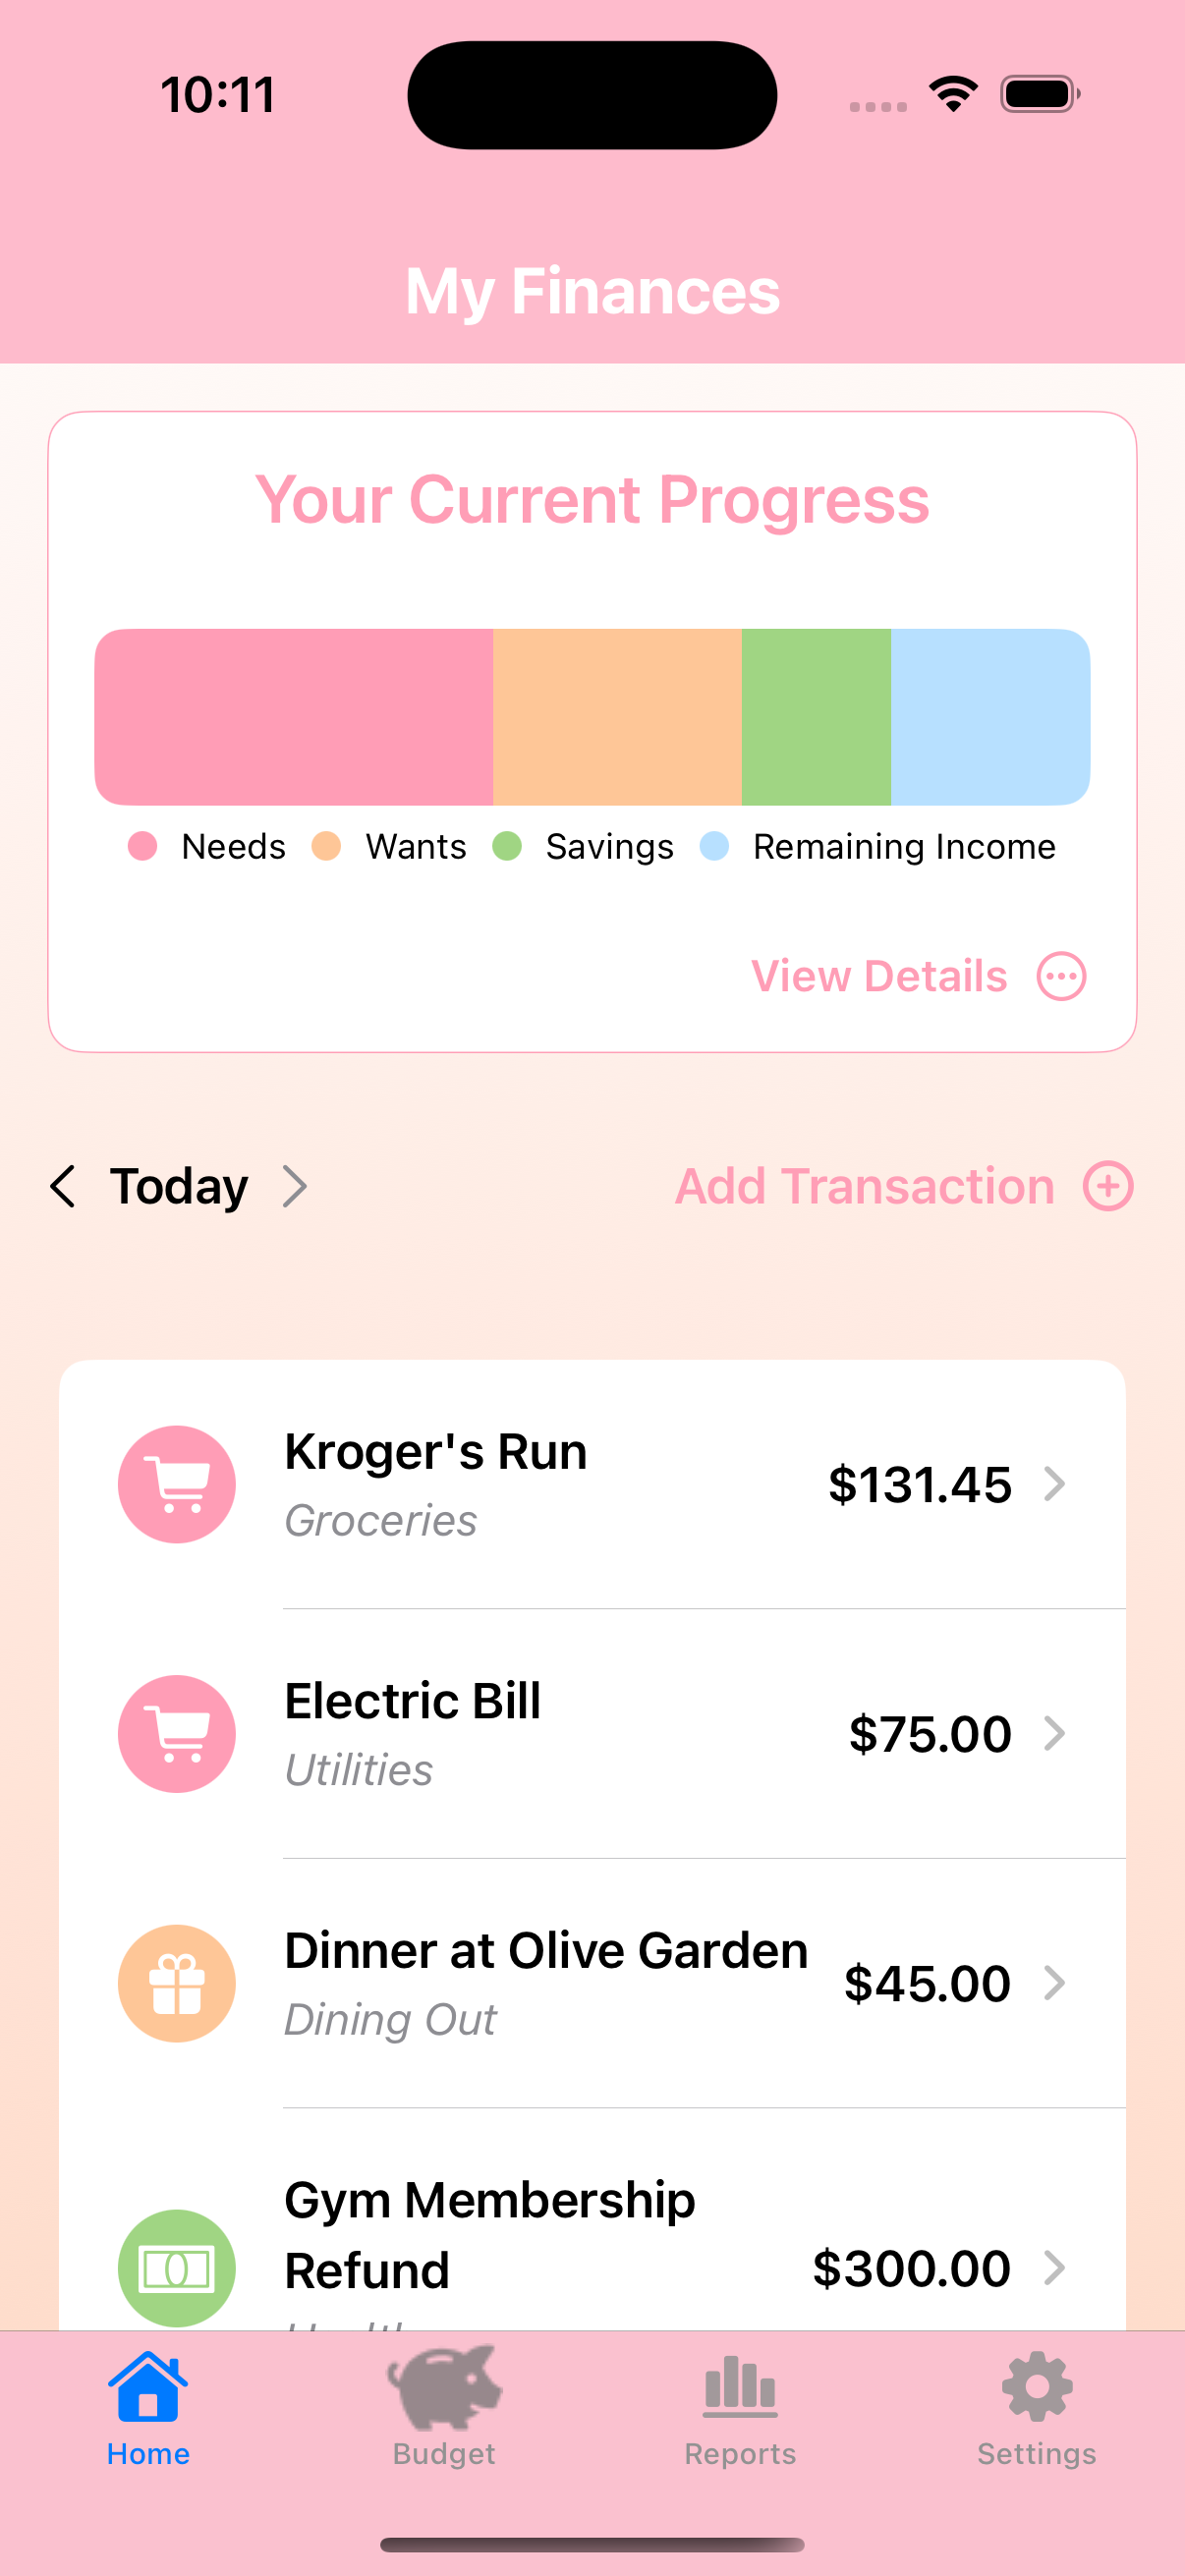 10:11
My Finances
Your Current Progress
Needs Wants Savings Remaining Income
View Details
Today Add Transaction
Kroger's Run
Groceries
$131.45
Electric Bill
Utilities
$75.00
Dinner at Olive Garden
Dining Out
$45.00
Gym Membership
Refund
$300.00
Home Budget Reports Settings